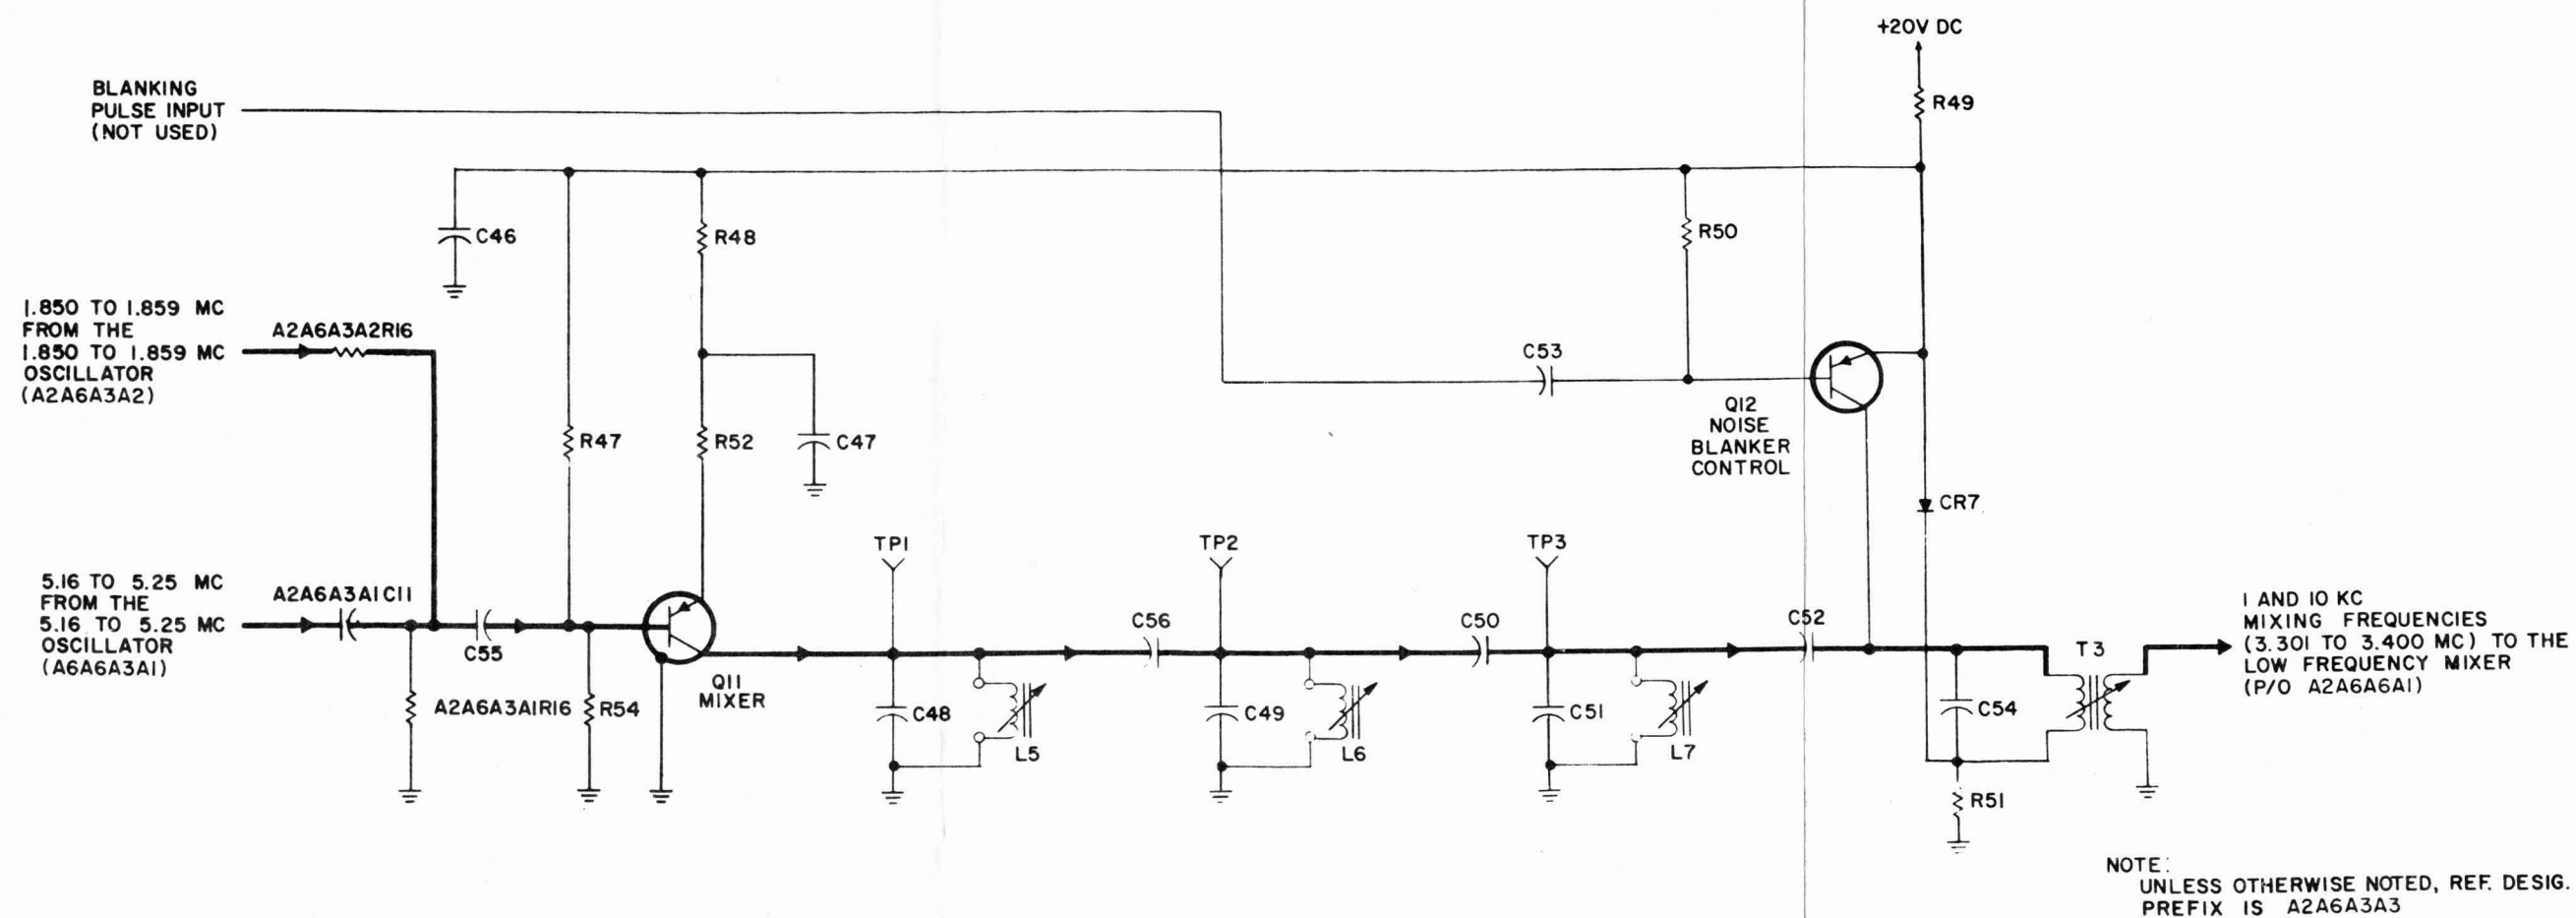 +20V DC
R49
BLANKING
PULSE INPUT
(NOT USED)
C46
R48
R50
1.850 TO 1.859 MC
FROM THE
1.850 TO 1.859 MC
OSCILLATOR
(A2A6A3A2)
A2A6A3A2R16
C53
Q12
NOISE
BLANKER
CONTROL
R47
R52
C47
CR7
TP1
TP2
TP3
5.16 TO 5.25 MC
FROM THE
5.16 TO 5.25 MC
OSCILLATOR
(A6A6A3A1)
A2A6A3A1C11
C55
C56
C50
C52
1 AND 10 KC
MIXING FREQUENCIES
(3.301 TO 3.400 MC) TO THE
LOW FREQUENCY MIXER
(P/O A2A6A6A1)
T3
Q11
MIXER
A2A6A3A1R16
R54
C48
L5
C49
L6
C51
L7
C54
R51
NOTE:
UNLESS OTHERWISE NOTED, REF. DESIG.
PREFIX IS A2A6A3A3